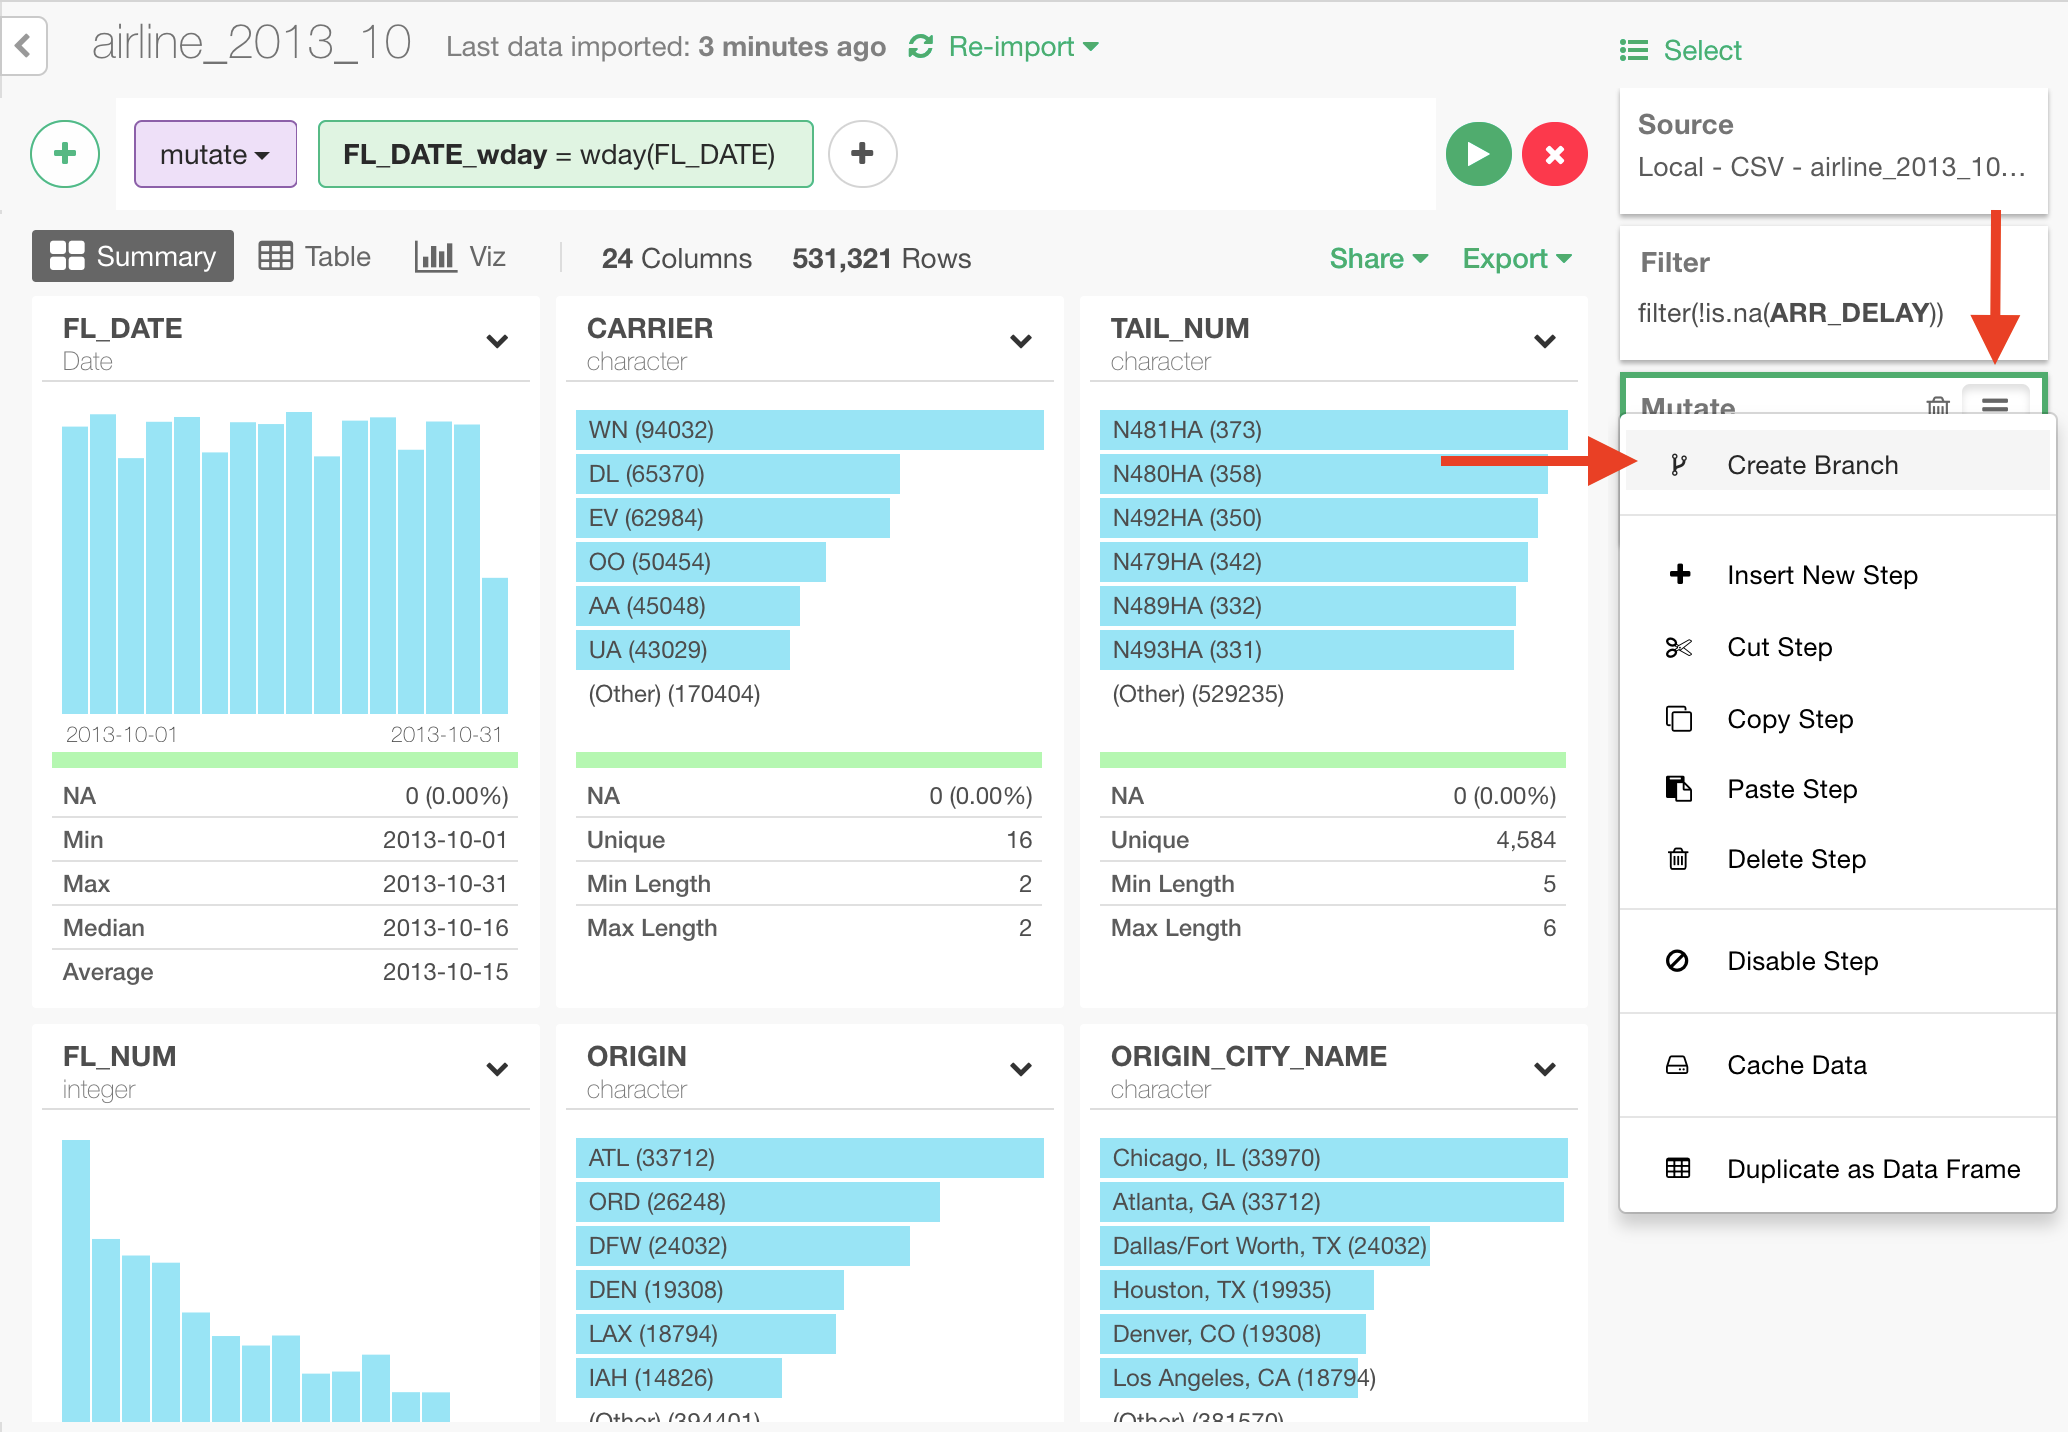 airline_2013_10
Last data imported: 3 minutes ago
Re-import
Select
mutate
FL_DATE_wday = wday(FL_DATE)
Source
Local - CSV - airline_2013_10...
Filter
filter(!is.na(ARR_DELAY))
Mutate
Create Branch
Insert New Step
Cut Step
Copy Step
Paste Step
Delete Step
Disable Step
Cache Data
Duplicate as Data Frame
Summary
Table
Viz
24 Columns
531,321 Rows
Share
Export
FL_DATE
Date
2013-10-01 2013-10-31
NA 0 (0.00%)
Min 2013-10-01
Max 2013-10-31
Median 2013-10-16
Average 2013-10-15
CARRIER
character
WN (94032)
DL (65370)
EV (62984)
OO (50454)
AA (45048)
UA (43029)
(Other) (170404)
NA 0 (0.00%)
Unique 16
Min Length 2
Max Length 2
TAIL_NUM
character
N481HA (373)
N480HA (358)
N492HA (350)
N479HA (342)
N489HA (332)
N493HA (331)
(Other) (529235)
NA 0 (0.00%)
Unique 4,584
Min Length 5
Max Length 6
FL_NUM
integer
ORIGIN
character
ATL (33712)
ORD (26248)
DFW (24032)
DEN (19308)
LAX (18794)
IAH (14826)
(Other) (394401)
ORIGIN_CITY_NAME
character
Chicago, IL (33970)
Atlanta, GA (33712)
Dallas/Fort Worth, TX (24032)
Houston, TX (19935)
Denver, CO (19308)
Los Angeles, CA (18794)
(Other) (381570)